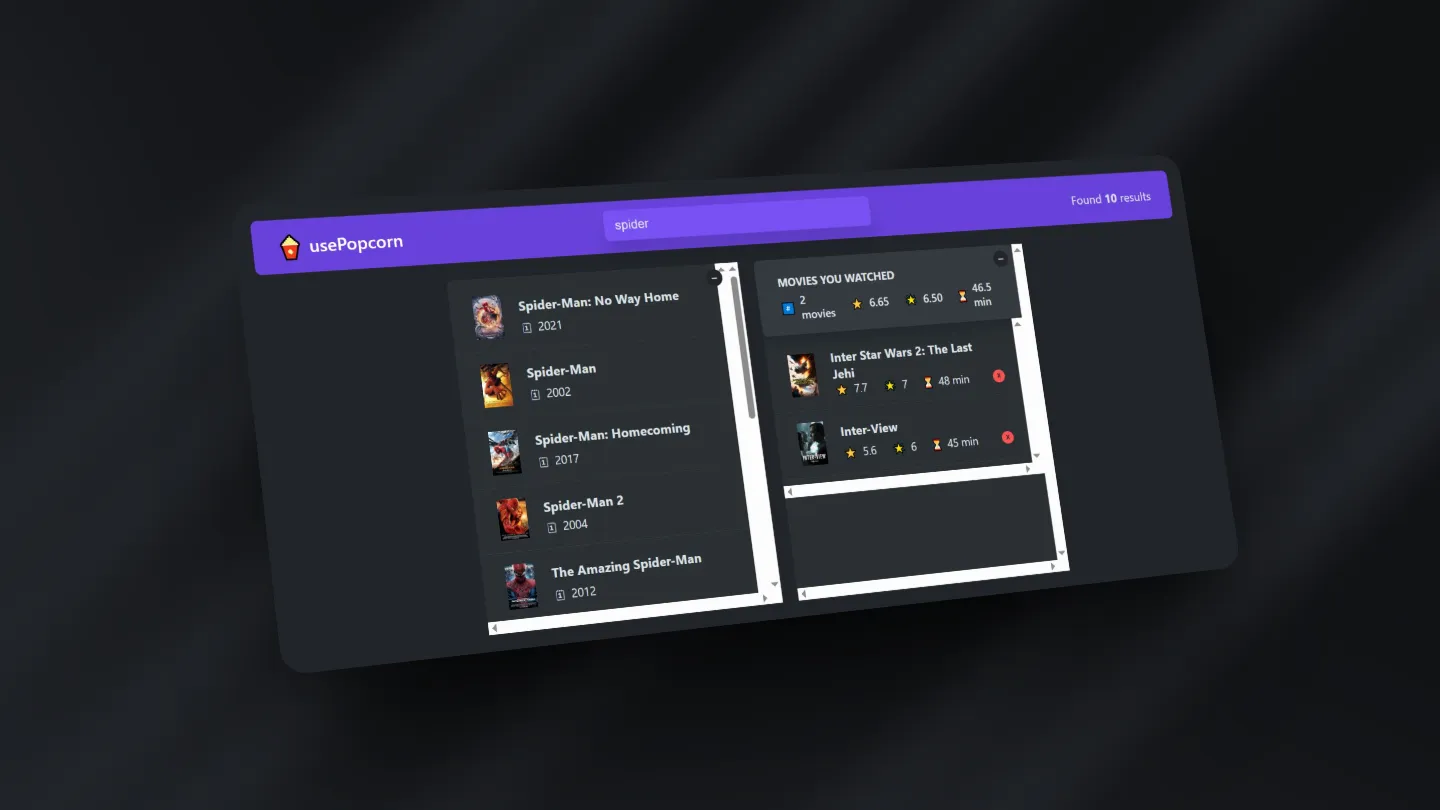 usePopcorn
spider
Found 10 results
Spider-Man: No Way Home
2021
Spider-Man
2002
Spider-Man: Homecoming
2017
Spider-Man 2
2004
The Amazing Spider-Man
2012
MOVIES YOU WATCHED
2
movies
6.65
6.50
46.5
min
Inter Star Wars 2: The Last
Jehi
7.7 7 48 min
Inter-View
5.6 6 45 min